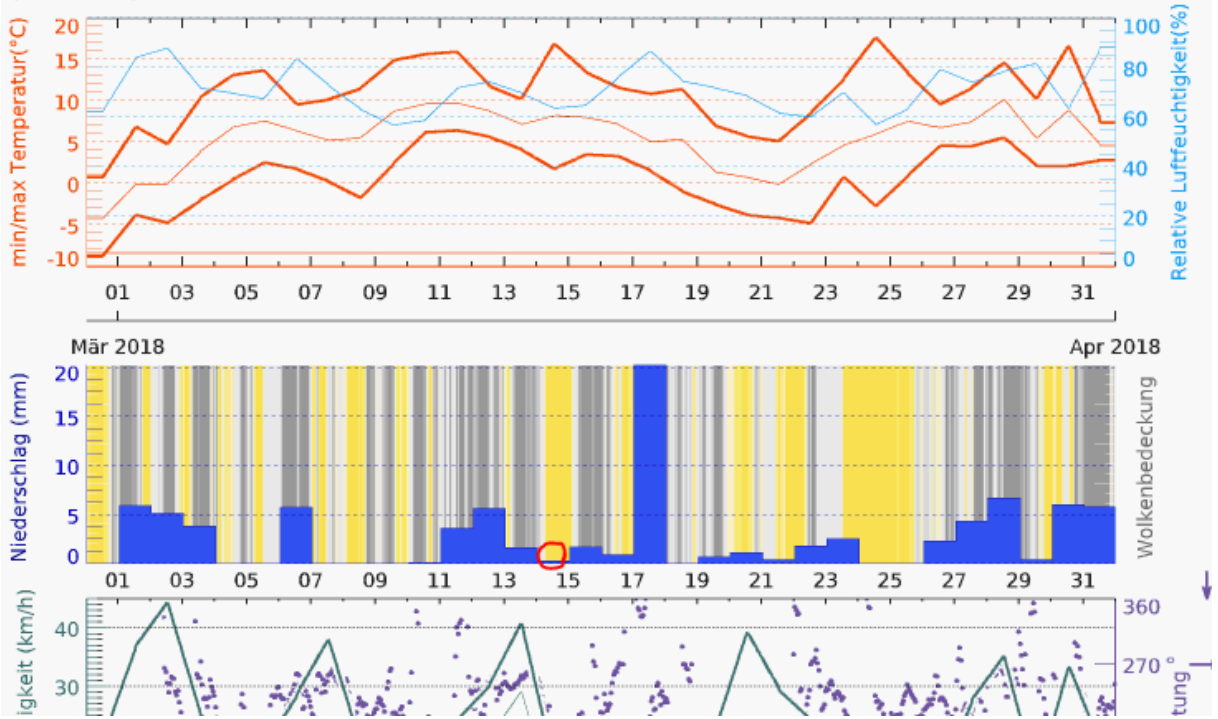 min/max Temperatur(°C)
20
15
10
5
0
-5
-10
100
80
60
40
20
0
Relative Luftfeuchtigkeit(%)
01 03 05 07 09 11 13 15 17 19 21 23 25 27 29 31
Mär 2018 Apr 2018
Niederschlag (mm)
20
15
10
5
0
Wolkenbedeckung
01 03 05 07 09 11 13 15 17 19 21 23 25 27 29 31
igkeit (km/h)
40
30
360
270 °
tung